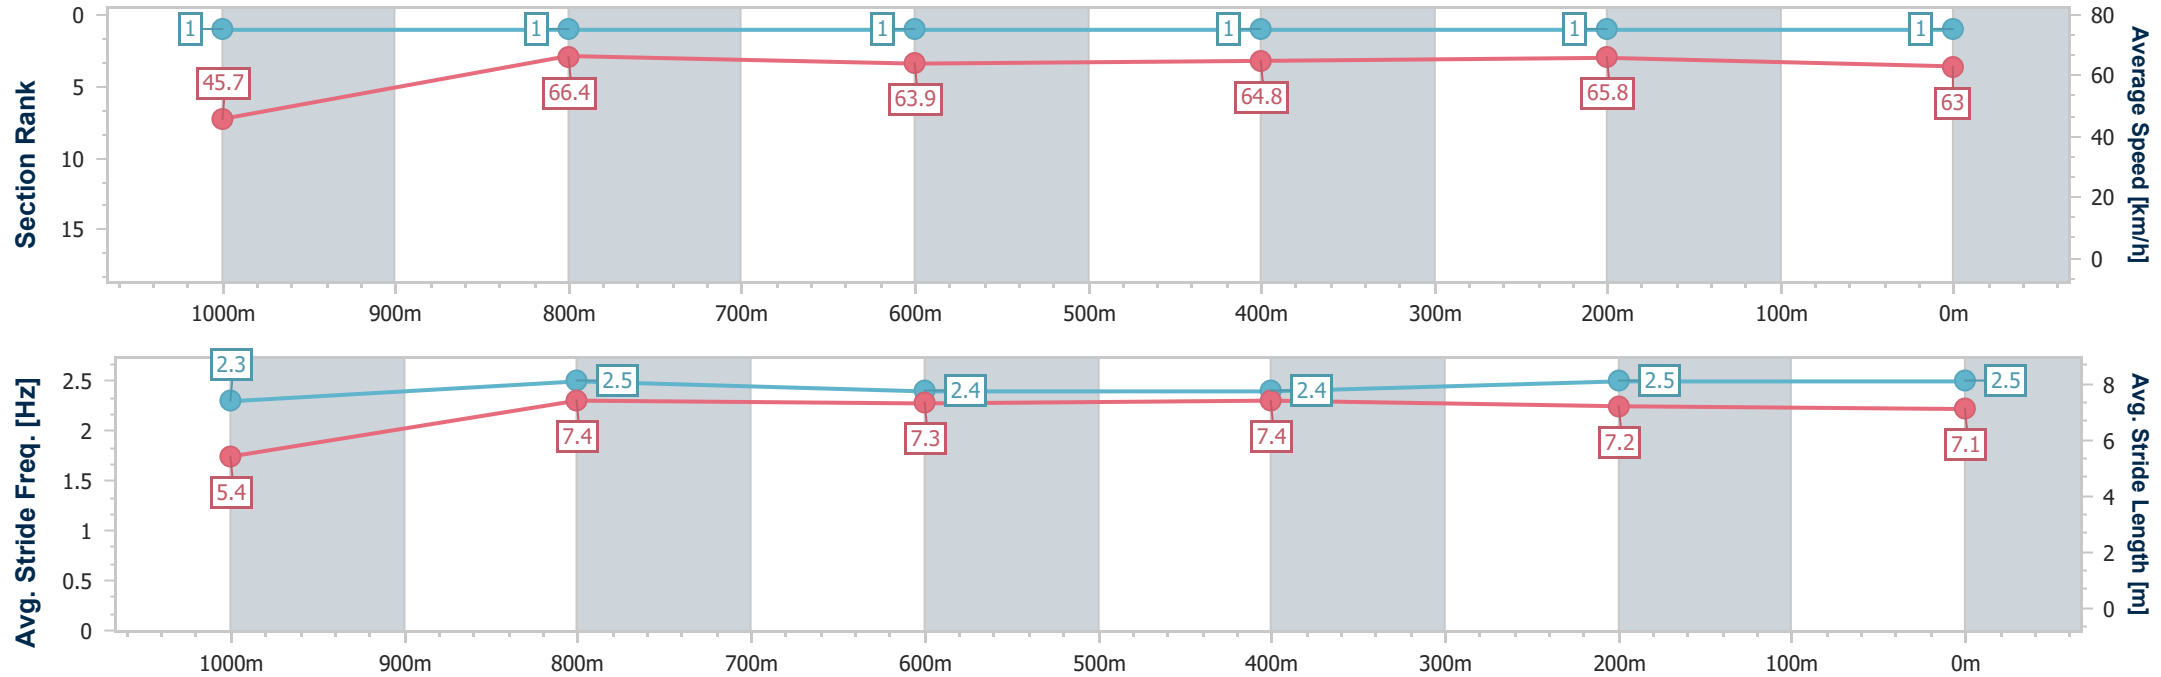 Section Rank
0
5
10
15
1
1
1
1
1
1
45.7
66.4
63.9
64.8
65.8
63
80
60
40
20
0
Average Speed [km/h]
1000m
900m
800m
700m
600m
500m
400m
300m
200m
100m
0m
Avg. Stride Freq. [Hz]
2.5
2
1.5
1
0.5
0
2.3
2.5
2.4
2.4
2.5
2.5
5.4
7.4
7.3
7.4
7.2
7.1
8
6
4
2
0
Avg. Stride Length [m]
1000m
900m
800m
700m
600m
500m
400m
300m
200m
100m
0m